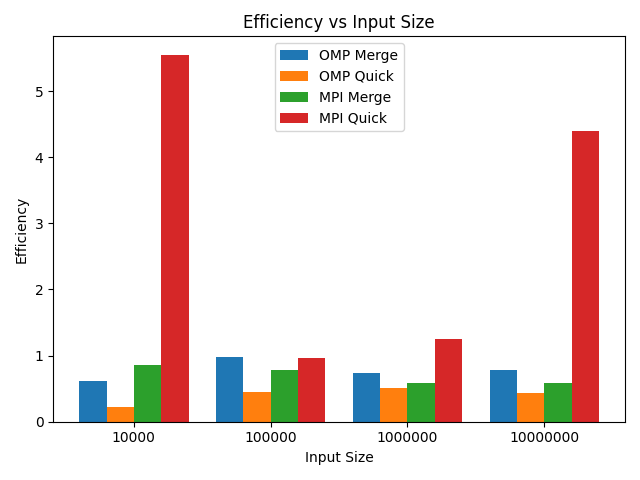 Efficiency vs Input Size
OMP Merge
OMP Quick
MPI Merge
MPI Quick
Efficiency
5
4
3
2
1
0
10000
100000
1000000
10000000
Input Size